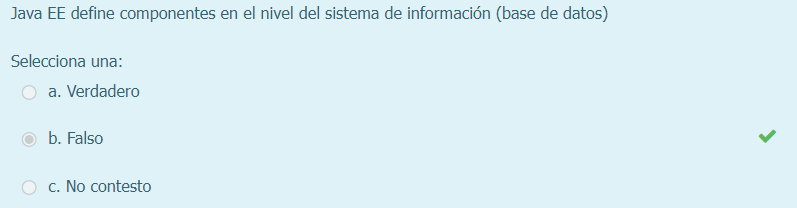 Java EE define componentes en el nivel del sistema de información (base de datos)
Selecciona una:
a. Verdadero
b. Falso
c. No contesto